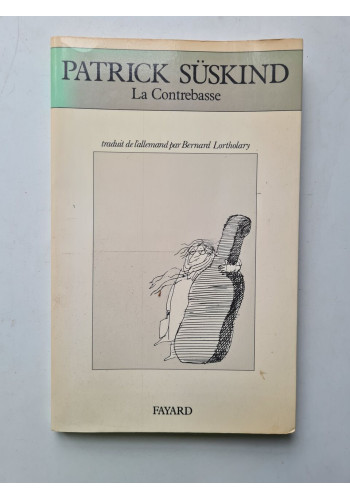 PATRICK SÜSKIND
La Contrebasse
traduit de l'allemand par Bernard Lortholary
FAYARD